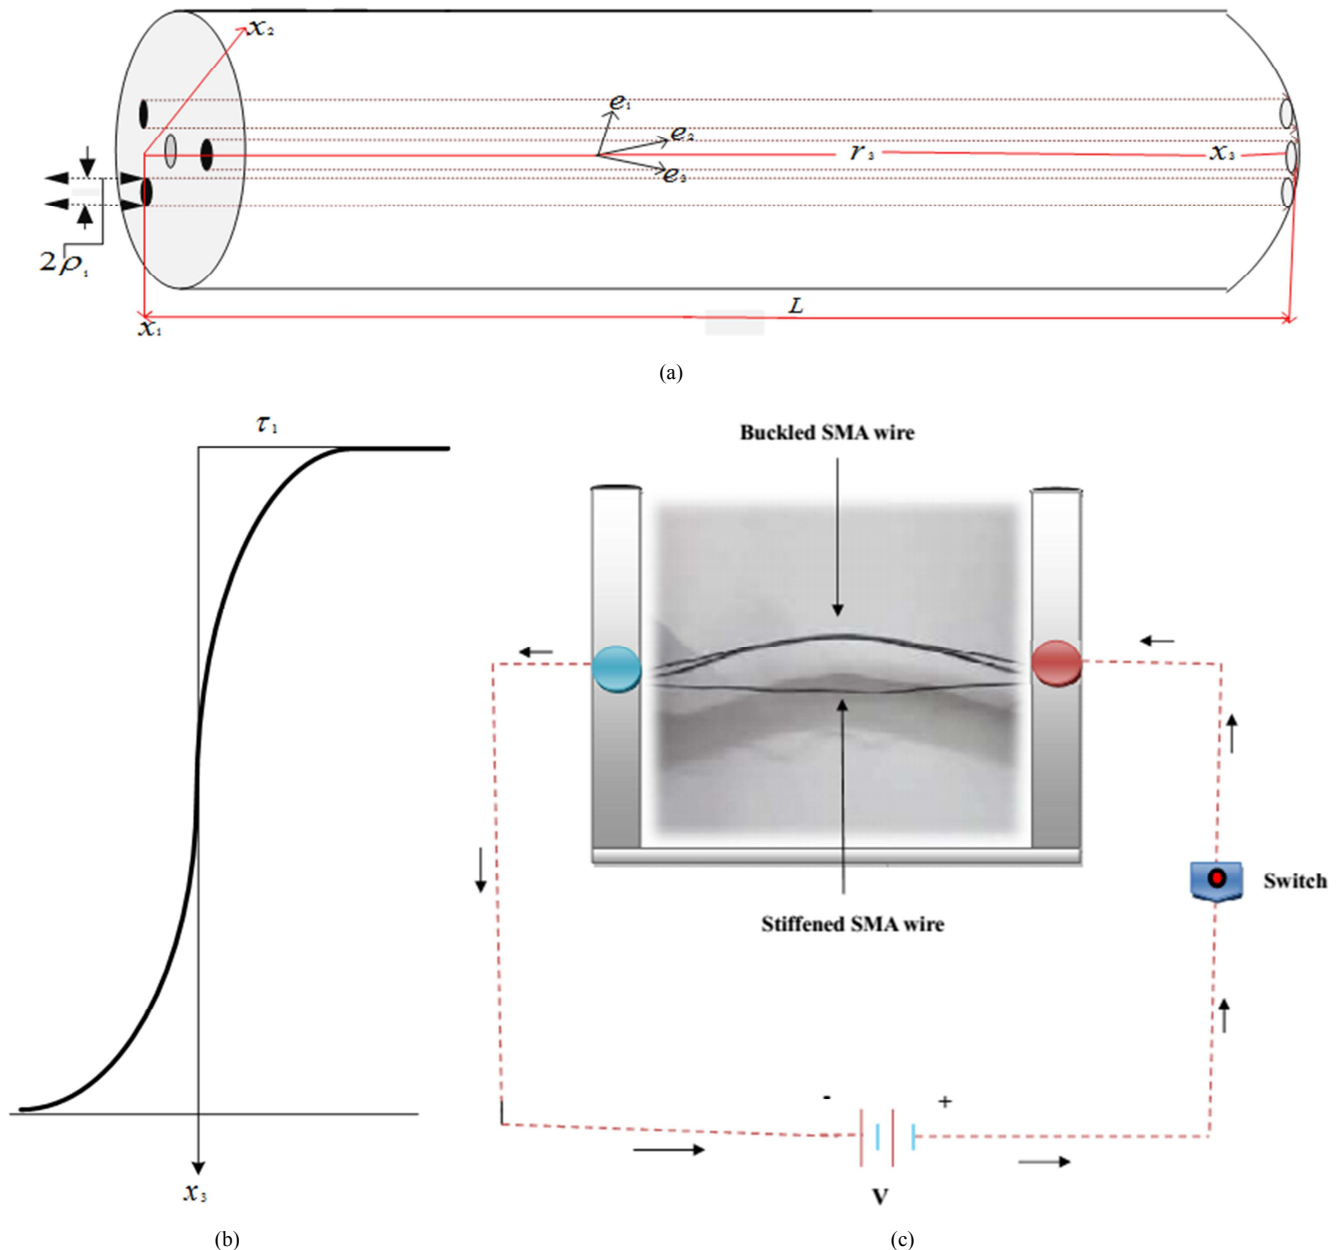 x₂
e₁
e₂
r₃
x₃
e₃
2ρ₁
L
x₁
(a)
τ₁
Buckled SMA wire
Switch
Stiffened SMA wire
- +
V
x₃
(b) (c)